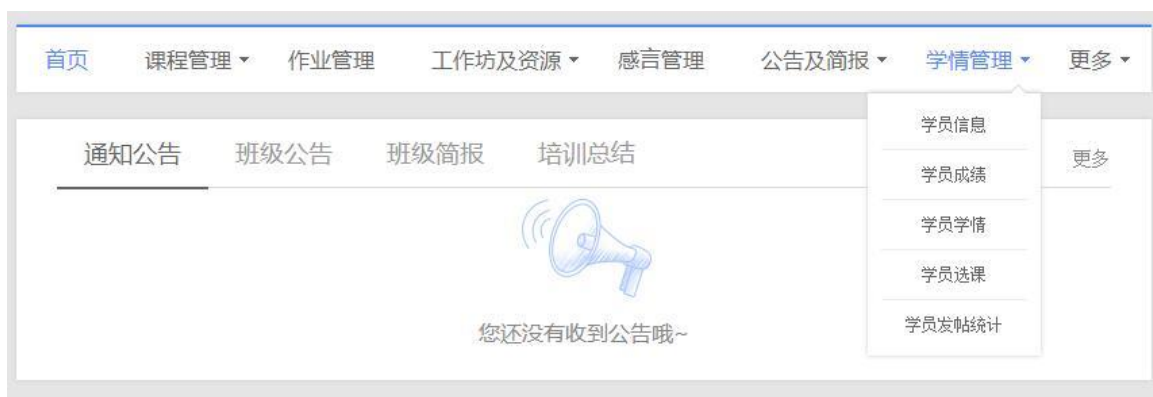 首页 课程管理 作业管理 工作坊及资源 感言管理 公告及简报 学情管理 更多
通知公告 班级公告 班级简报 培训总结 更多
您还没有收到公告哦~
学员信息
学员成绩
学员学情
学员选课
学员发帖统计